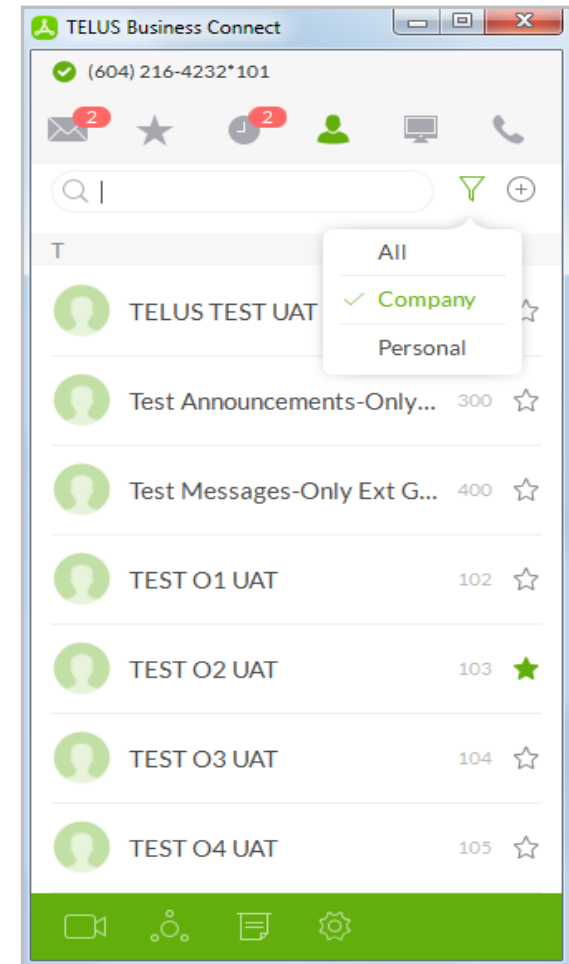 TELUS Business Connect
(604) 216-4232*101
2 2
T
All
Company
Personal
TELUS TEST UAT
Test Announcements-Only... 300
Test Messages-Only Ext G... 400
TEST O1 UAT 102
TEST O2 UAT 103
TEST O3 UAT 104
TEST O4 UAT 105